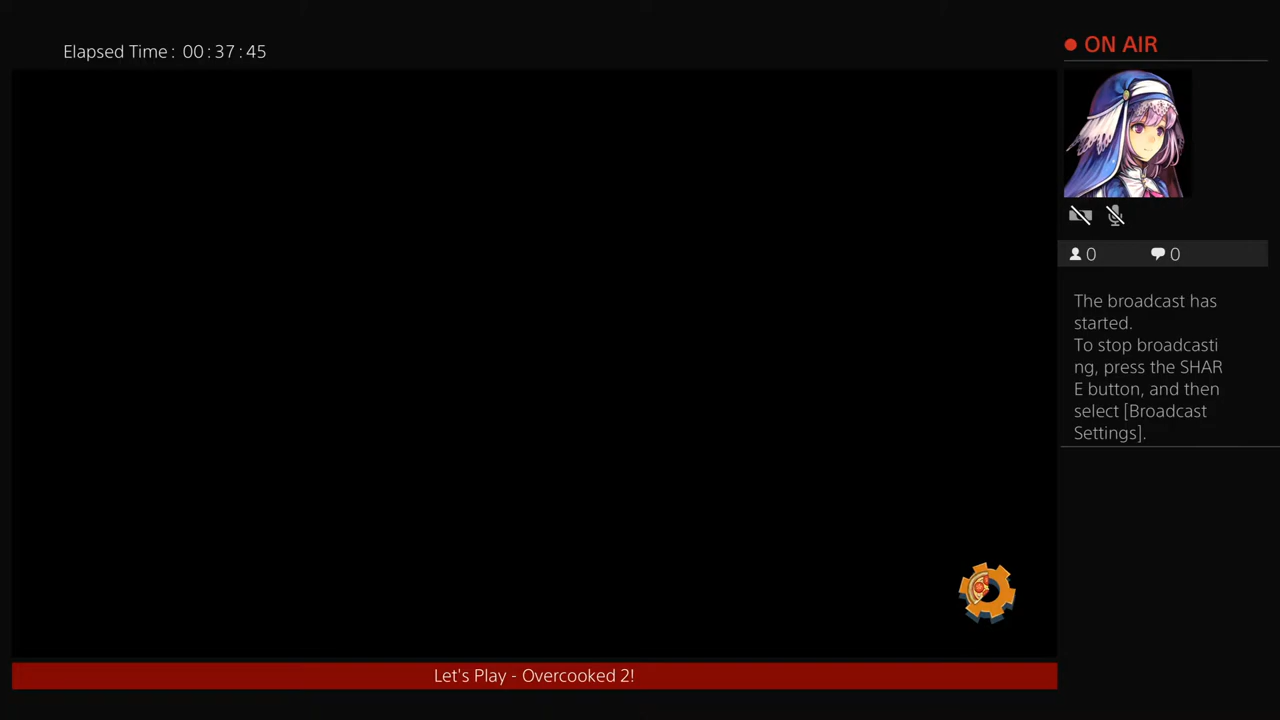 Elapsed Time: 00:37:45
ON AIR
0
0
The broadcast has
started.
To stop broadcasti
ng, press the SHAR
E button, and then
select [Broadcast
Settings].
Let's Play - Overcooked 2!